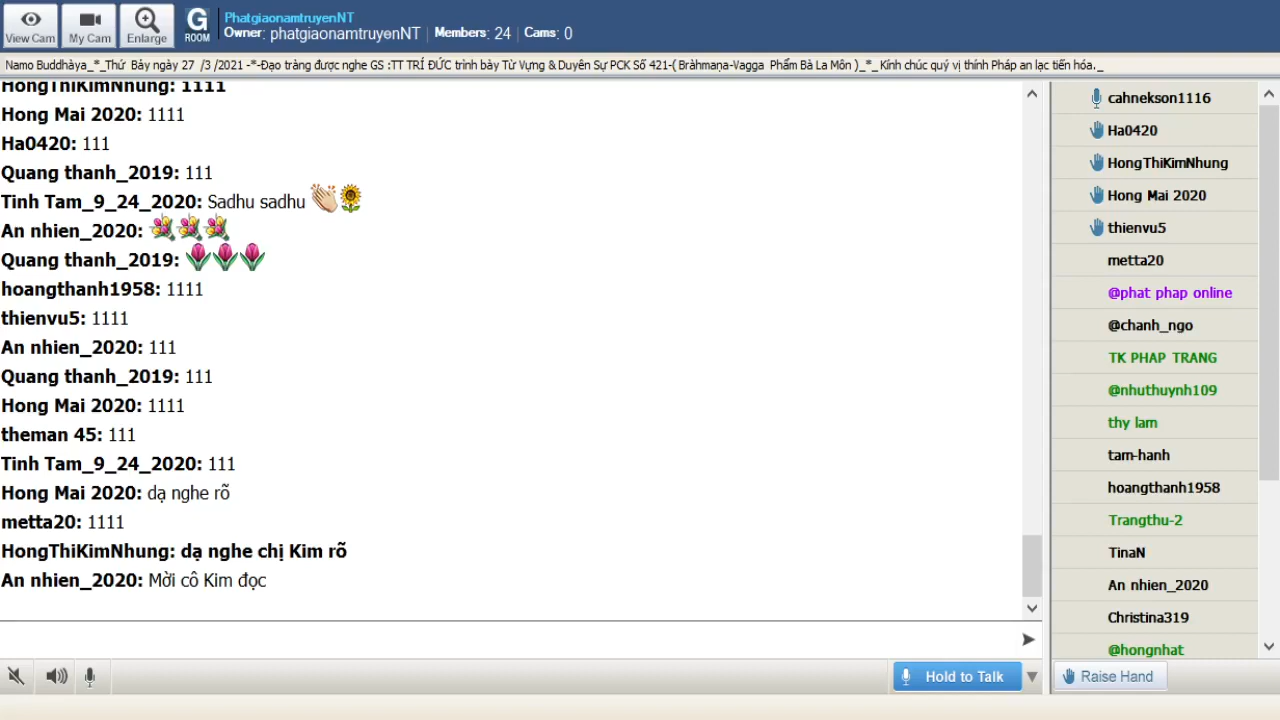 View Cam
My Cam
Enlarge
G
ROOM
PhatgiaonamtruyenNT
Owner: phatgiaonamtruyenNT | Members: 24 | Cams: 0
Namo Buddhàya_*_Thứ Bảy ngày 27 /3 /2021 -*-Đạo tràng được nghe GS :TT TRÍ ĐỨC trình bày Từ Vựng & Duyên Sự PCK Số 421-( Bràhmaṇa-Vagga Phẩm Bà La Môn )_*_ Kính chúc quý vị thính Pháp an lạc tiến hóa._
HongThiKimNhung: 1111
Hong Mai 2020: 1111
Ha0420: 111
Quang thanh_2019: 111
Tinh Tam_9_24_2020: Sadhu sadhu 👏🌻
An nhien_2020: 💐💐💐
Quang thanh_2019: 🌷🌷🌷
hoangthanh1958: 1111
thienvu5: 1111
An nhien_2020: 111
Quang thanh_2019: 111
Hong Mai 2020: 1111
theman 45: 111
Tinh Tam_9_24_2020: 111
Hong Mai 2020: dạ nghe rõ
metta20: 1111
HongThiKimNhung: dạ nghe chị Kim rõ
An nhien_2020: Mời cô Kim đọc
Hold to Talk
cahnekson1116
Ha0420
HongThiKimNhung
Hong Mai 2020
thienvu5
metta20
@phat phap online
@chanh_ngo
TK PHAP TRANG
@nhuthuynh109
thy lam
tam-hanh
hoangthanh1958
Trangthu-2
TinaN
An nhien_2020
Christina319
@hongnhat
Raise Hand